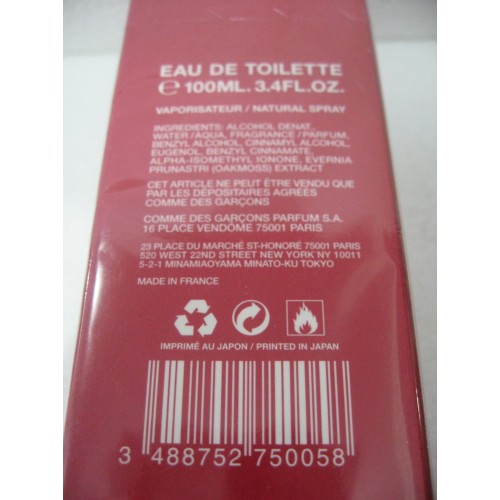 EAU DE TOILETTE
℮ 100ML. 3.4FL.OZ.
VAPORISATEUR / NATURAL SPRAY
INGREDIENTS: ALCOHOL DENAT.,
WATER / AQUA, FRAGRANCE / PARFUM,
BENZYL ALCOHOL, CINNAMYL ALCOHOL,
EUGENOL, BENZYL CINNAMATE,
ALPHA-ISOMETHYL IONONE, EVERNIA
PRUNASTRI (OAKMOSS) EXTRACT
CET ARTICLE NE PEUT ÊTRE VENDU QUE
PAR LES DÉPOSITAIRES AGRÉÉS
COMME DES GARÇONS
COMME DES GARÇONS PARFUM S.A.
16 PLACE VENDÔME 75001 PARIS
23 PLACE DU MARCHÉ ST-HONORÉ 75001 PARIS
520 WEST 22ND STREET NEW YORK NY 10011
5-2-1 MINAMIAOYAMA MINATO-KU TOKYO
MADE IN FRANCE
IMPRIMÉ AU JAPON / PRINTED IN JAPAN
3 488752 750058